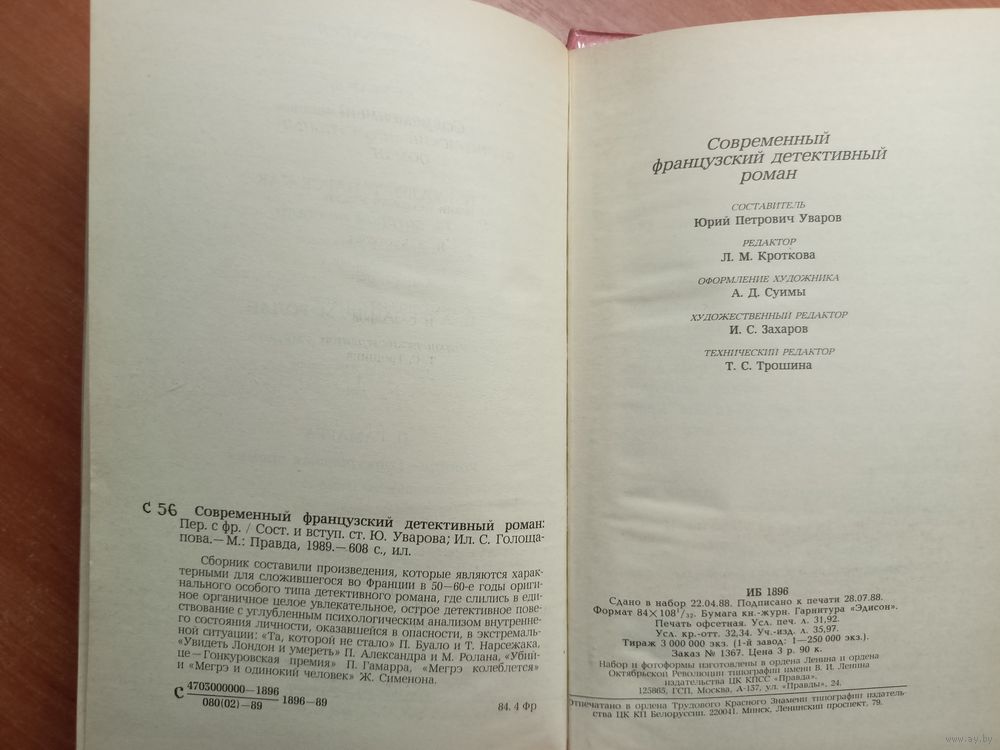 С 56 Современный французский детективный роман:
Пер. с фр. / Сост. и вступ. ст. Ю. Уварова; Ил. С. Голоща-
пова.— М.: Правда, 1989.— 608 с., ил.
Сборник составили произведения, которые являются харак-
терными для сложившегося во Франции в 50—60-е годы ориги-
нального особого типа детективного романа, где слились в еди-
ное органичное целое увлекательное, острое детективное пове-
ствование с углубленным психологическим анализом внутренне-
го состояния личности, оказавшейся в опасности, в экстремаль-
ной ситуации: «Та, которой не стало» П. Буало и Т. Нарсежака,
«Увидеть Лондон и умереть» П. Александра и М. Ролана, «Убий-
це — Гонкуровская премия» П. Гамарра, «Мегрэ колеблется»
и «Мегрэ и одинокий человек» Ж. Сименона.
С 4703000000—1896
080(02)—89
1896—89
84. 4 Фр
Современный
французский детективный
роман
СОСТАВИТЕЛЬ
Юрий Петрович Уваров
РЕДАКТОР
Л. М. Кроткова
ОФОРМЛЕНИЕ ХУДОЖНИКА
А. Д. Суимы
ХУДОЖЕСТВЕННЫЙ РЕДАКТОР
И. С. Захаров
ТЕХНИЧЕСКИЙ РЕДАКТОР
Т. С. Трошина
ИБ 1896
Сдано в набор 22.04.88. Подписано к печати 28.07.88.
Формат 84×108 1/32. Бумага кн.-журн. Гарнитура «Эдисон».
Печать офсетная. Усл. печ. л. 31,92.
Усл. кр.-отт. 32,34. Уч.-изд. л. 35,97.
Тираж 3 000 000 экз. (1-й завод: 1—250 000 экз.).
Заказ № 1367. Цена 3 р. 90 к.
Набор и фотоформы изготовлены в ордена Ленина и ордена
Октябрьской Революции типографии имени В. И. Ленина
издательства ЦК КПСС «Правда».
125865, ГСП, Москва, А-137, ул. «Правды», 24.
Отпечатано в ордена Трудового Красного Знамени типографии издатель-
ства ЦК КП Белоруссии. 220041. Минск, Ленинский проспект, 79.
www.ay.by